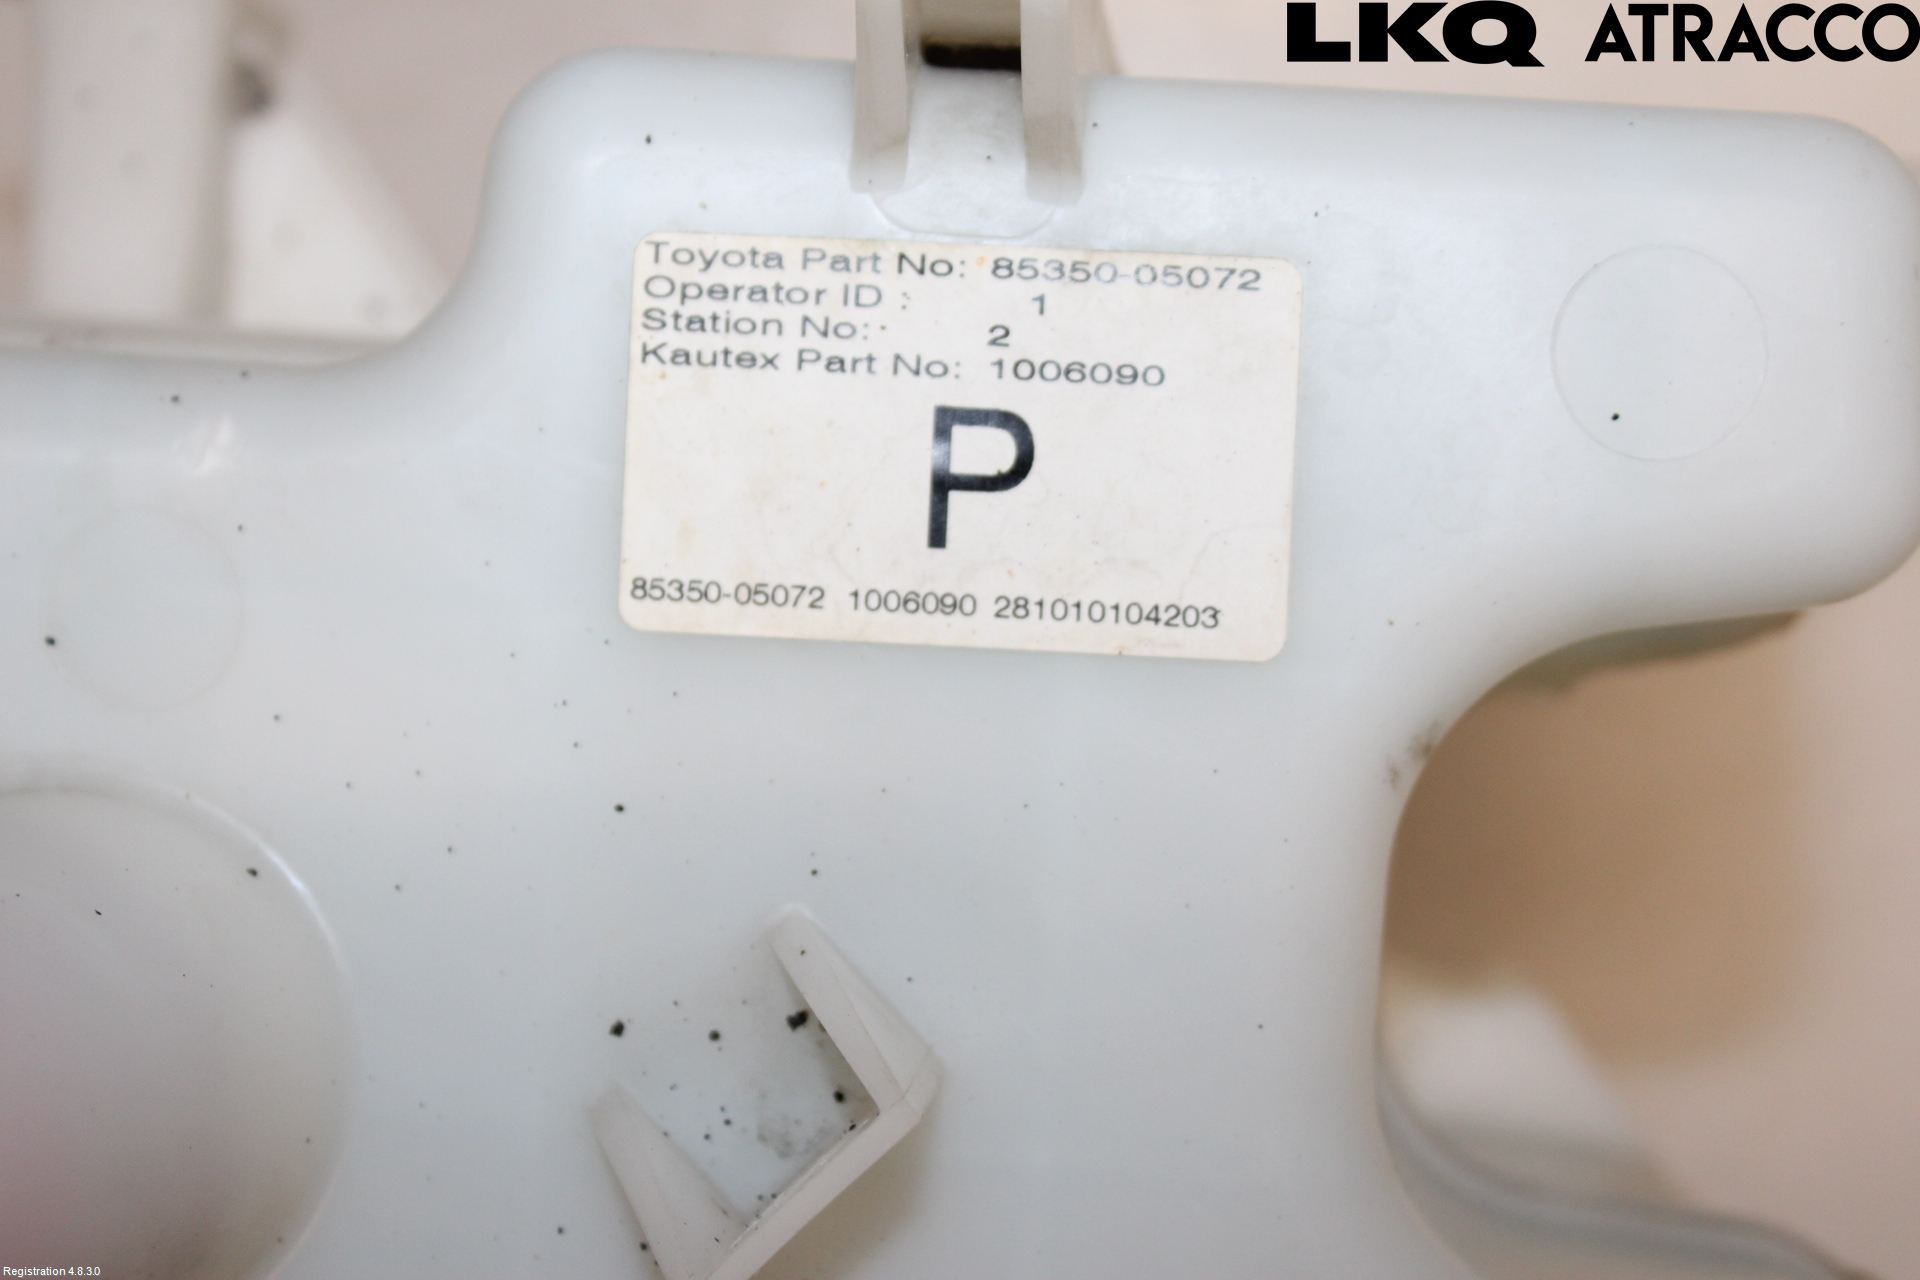 LKQ ATRACCO
Toyota Part No: 85350-05072
Operator ID : 1
Station No: 2
Kautex Part No: 1006090
P
85350-05072 1006090 281010104203
Registration 4.8.3.0